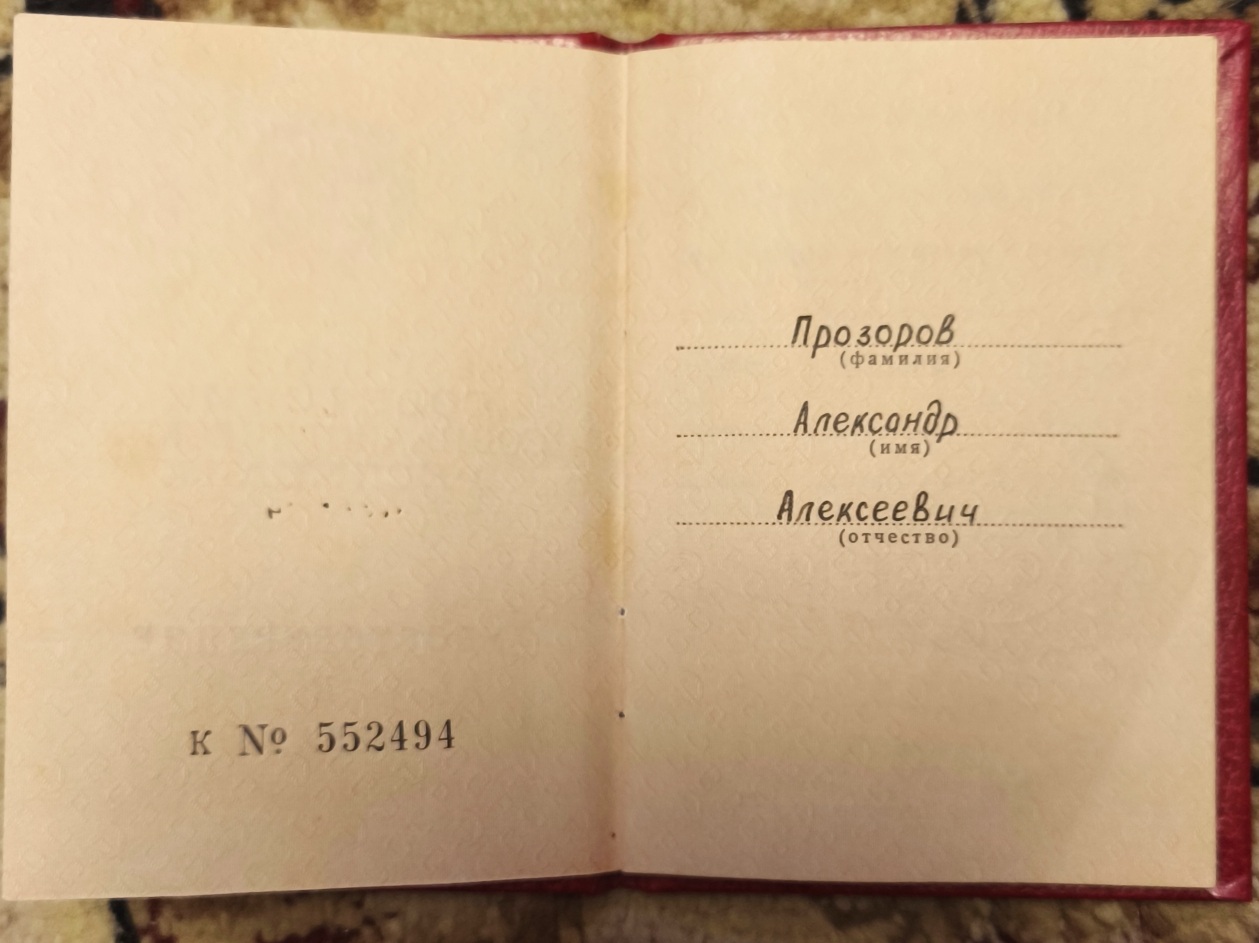 К № 552494
Прозоров
(фамилия)
Александр
(имя)
Алексеевич
(отчество)